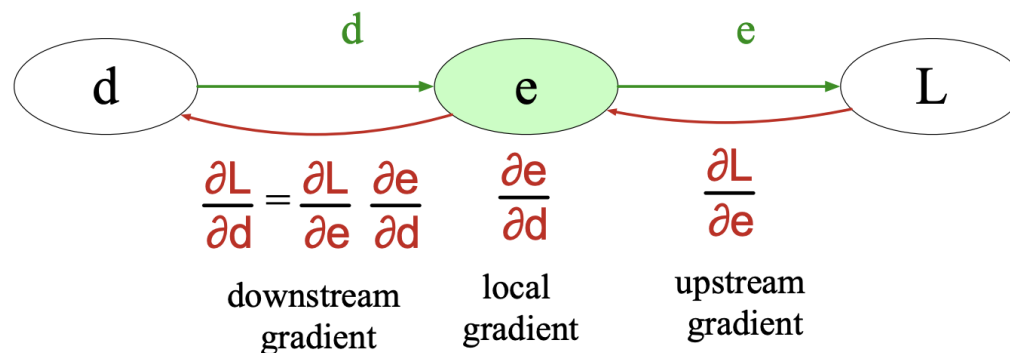 d e
d e L
∂L/∂d = ∂L/∂e ∂e/∂d ∂e/∂d ∂L/∂e
downstream gradient
local gradient
upstream gradient